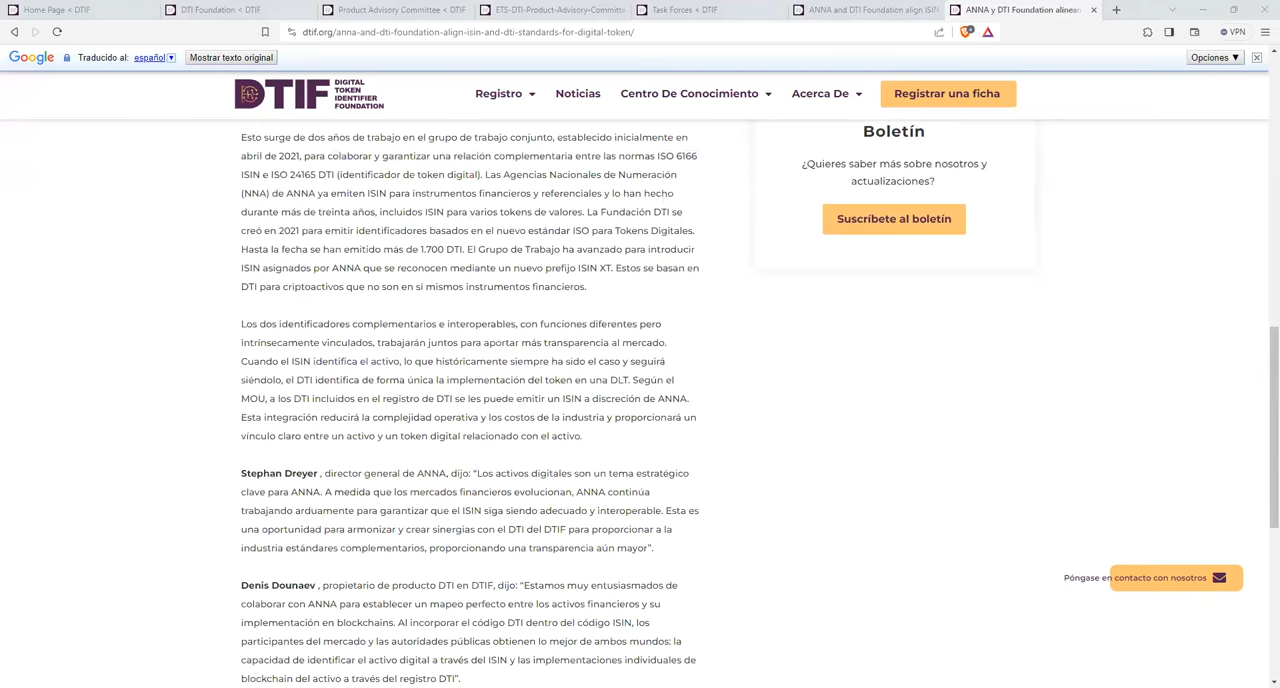 Home Page < DTIF
DTI Foundation < DTIF
Product Advisory Committee < DTIF
ETS-DTI-Product-Advisory-Committe
Task Forces < DTIF
ANNA and DTI Foundation align ISIN
ANNA y DTI Foundation alinean
dtif.org/anna-and-dti-foundation-align-isin-and-dti-standards-for-digital-token/
4
VPN
Google Traducido al: español Mostrar texto original Opciones ▼
DTIF DIGITAL
TOKEN
IDENTIFIER
FOUNDATION
Registro Noticias Centro De Conocimiento Acerca De Registrar una ficha
Esto surge de dos años de trabajo en el grupo de trabajo conjunto, establecido inicialmente en
abril de 2021, para colaborar y garantizar una relación complementaria entre las normas ISO 6166
ISIN e ISO 24165 DTI (identificador de token digital). Las Agencias Nacionales de Numeración
(NNA) de ANNA ya emiten ISIN para instrumentos financieros y referenciales y lo han hecho
durante más de treinta años, incluidos ISIN para varios tokens de valores. La Fundación DTI se
creó en 2021 para emitir identificadores basados en el nuevo estándar ISO para Tokens Digitales.
Hasta la fecha se han emitido más de 1.700 DTI. El Grupo de Trabajo ha avanzado para introducir
ISIN asignados por ANNA que se reconocen mediante un nuevo prefijo ISIN XT. Estos se basan en
DTI para criptoactivos que no son en sí mismos instrumentos financieros.
Los dos identificadores complementarios e interoperables, con funciones diferentes pero
intrínsecamente vinculados, trabajarán juntos para aportar más transparencia al mercado.
Cuando el ISIN identifica el activo, lo que históricamente siempre ha sido el caso y seguirá
siéndolo, el DTI identifica de forma única la implementación del token en una DLT. Según el
MOU, a los DTI incluidos en el registro de DTI se les puede emitir un ISIN a discreción de ANNA.
Esta integración reducirá la complejidad operativa y los costos de la industria y proporcionará un
vínculo claro entre un activo y un token digital relacionado con el activo.
Stephan Dreyer , director general de ANNA, dijo: “Los activos digitales son un tema estratégico
clave para ANNA. A medida que los mercados financieros evolucionan, ANNA continúa
trabajando arduamente para garantizar que el ISIN siga siendo adecuado y interoperable. Esta es
una oportunidad para armonizar y crear sinergias con el DTI del DTIF para proporcionar a la
industria estándares complementarios, proporcionando una transparencia aún mayor”.
Denis Dounaev , propietario de producto DTI en DTIF, dijo: “Estamos muy entusiasmados de
colaborar con ANNA para establecer un mapeo perfecto entre los activos financieros y su
implementación en blockchains. Al incorporar el código DTI dentro del código ISIN, los
participantes del mercado y las autoridades públicas obtienen lo mejor de ambos mundos: la
capacidad de identificar el activo digital a través del ISIN y las implementaciones individuales de
blockchain del activo a través del registro DTI”.
Boletín
¿Quieres saber más sobre nosotros y
actualizaciones?
Suscríbete al boletín
Póngase en contacto con nosotros